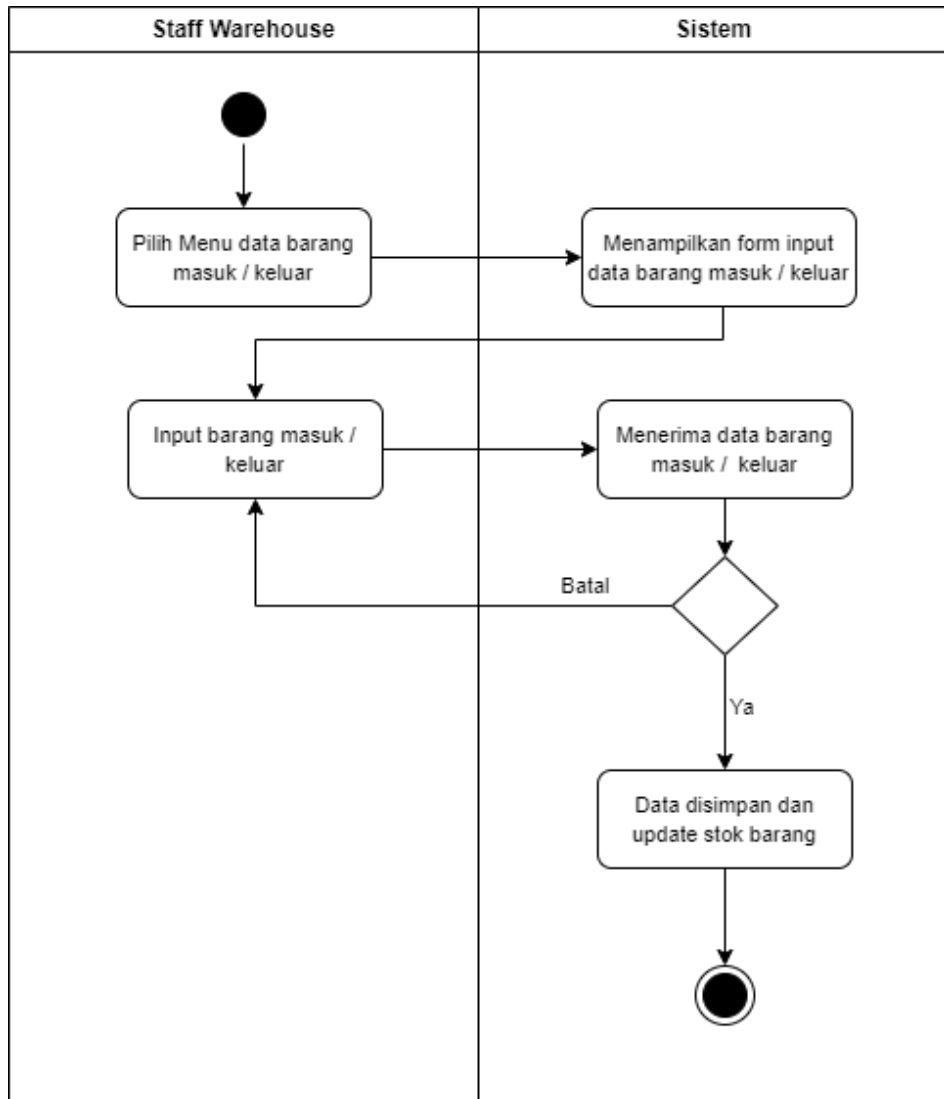 Staff Warehouse
Sistem
Pilih Menu data barang
masuk / keluar
Menampilkan form input
data barang masuk / keluar
Input barang masuk /
keluar
Menerima data barang
masuk / keluar
Batal
Ya
Data disimpan dan
update stok barang